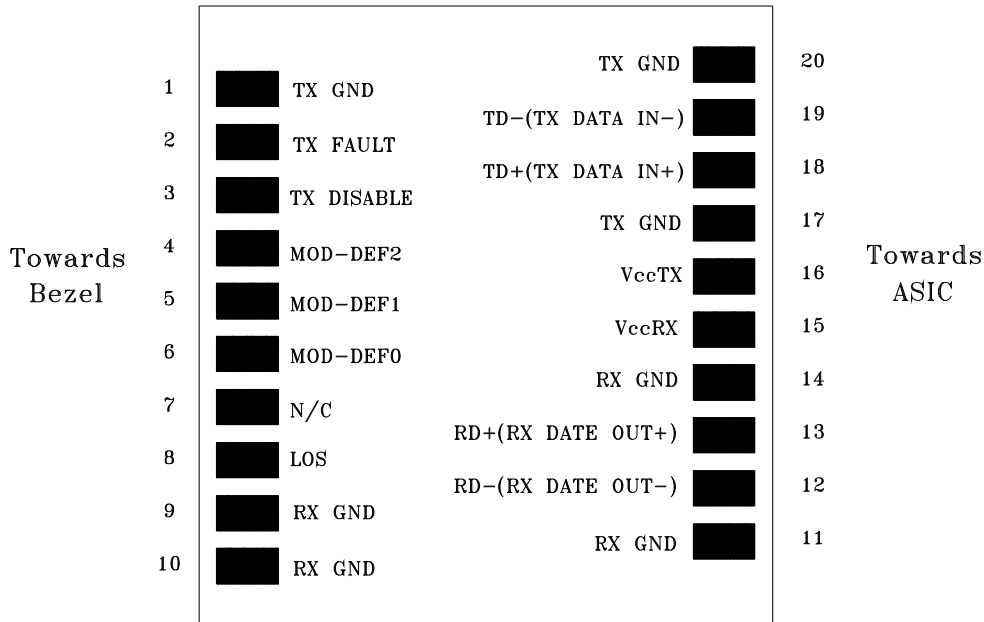 1 TX GND
2 TX FAULT
3 TX DISABLE
4 MOD-DEF2
5 MOD-DEF1
6 MOD-DEF0
7 N/C
8 LOS
9 RX GND
10 RX GND
Towards
Bezel
TX GND 20
TD-(TX DATA IN-) 19
TD+(TX DATA IN+) 18
TX GND 17
VccTX 16
VccRX 15
RX GND 14
RD+(RX DATE OUT+) 13
RD-(RX DATE OUT-) 12
RX GND 11
Towards
ASIC